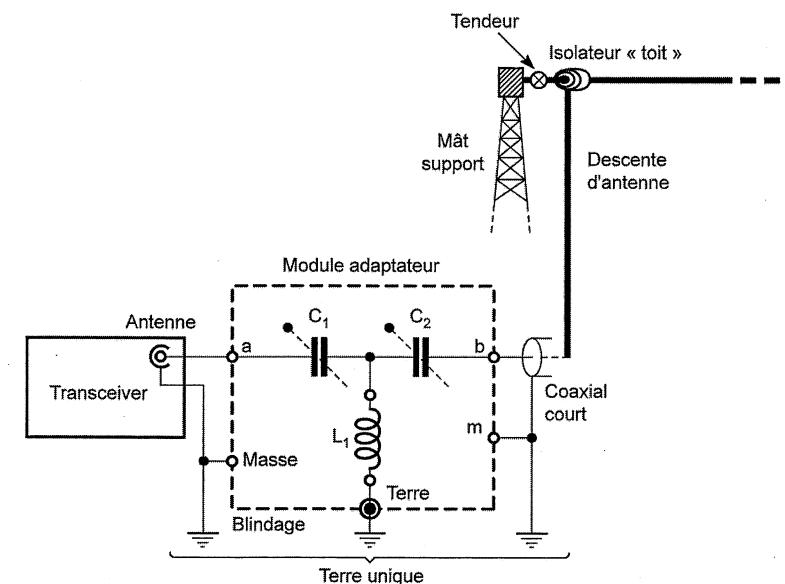 Tendeur
Isolateur « toit »
Mât
support
Descente
d'antenne
Module adaptateur
Antenne
C1
C2
a
b
Transceiver
Coaxial
court
L1
m
Masse
Terre
Blindage
Terre unique